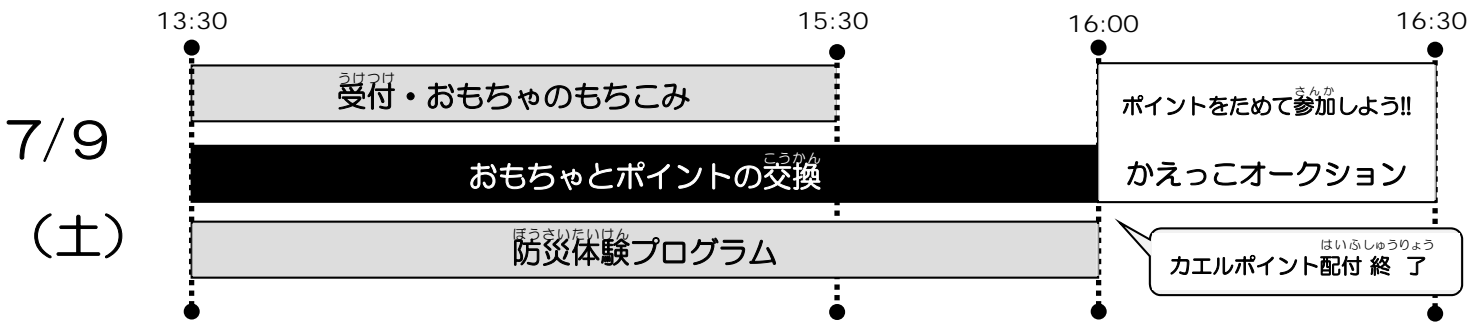 13:30 15:30 16:00 16:30
7/9
(土)
うけつけ
受付・おもちゃのもちこみ
こうかん
おもちゃとポイントの交換
ぼうさいたいけん
防災体験プログラム
さんか
ポイントをためて参加しよう!!
かえっこオークション
はいふしゅうりょう
カエルポイント配付 終 了